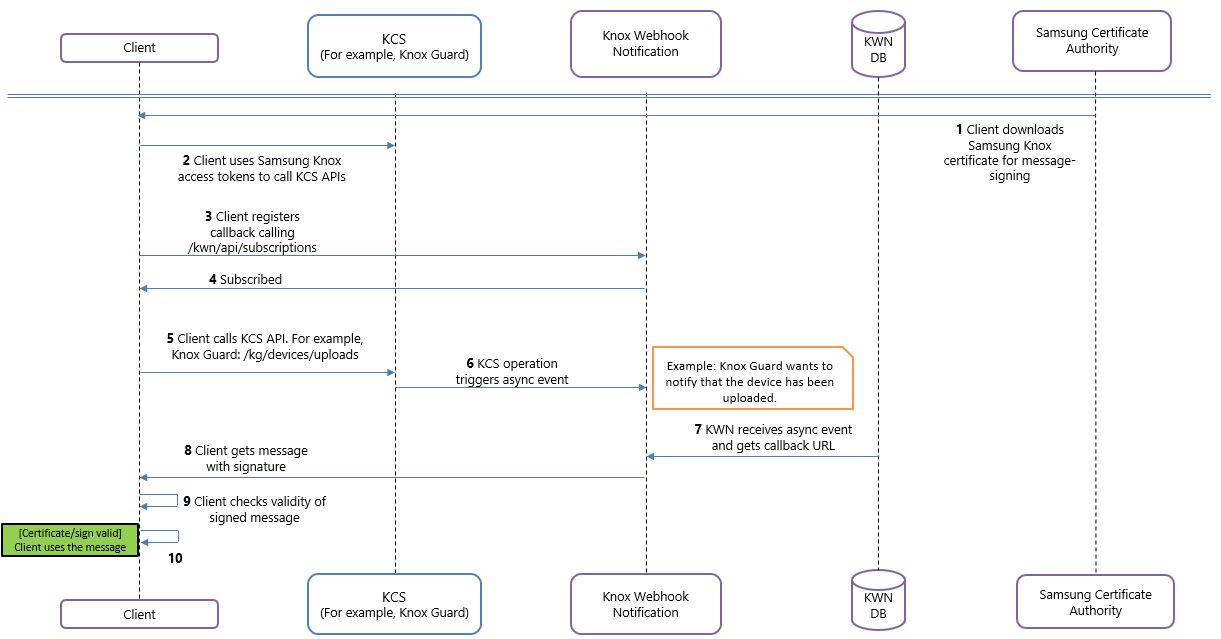 Client
KCS
(For example, Knox Guard)
Knox Webhook
Notification
KWN
DB
Samsung Certificate
Authority
1 Client downloads
Samsung Knox
certificate for message-
signing
2 Client uses Samsung Knox
access tokens to call KCS APIs
3 Client registers
callback calling
/kwn/api/subscriptions
4 Subscribed
5 Client calls KCS API. For example,
Knox Guard: /kg/devices/uploads
6 KCS operation
triggers async event
Example: Knox Guard wants to
notify that the device has been
uploaded.
7 KWN receives async event
and gets callback URL
8 Client gets message
with signature
9 Client checks validity of
signed message
[Certificate/sign valid]
Client uses the message
10
Client
KCS
(For example, Knox Guard)
Knox Webhook
Notification
KWN
DB
Samsung Certificate
Authority